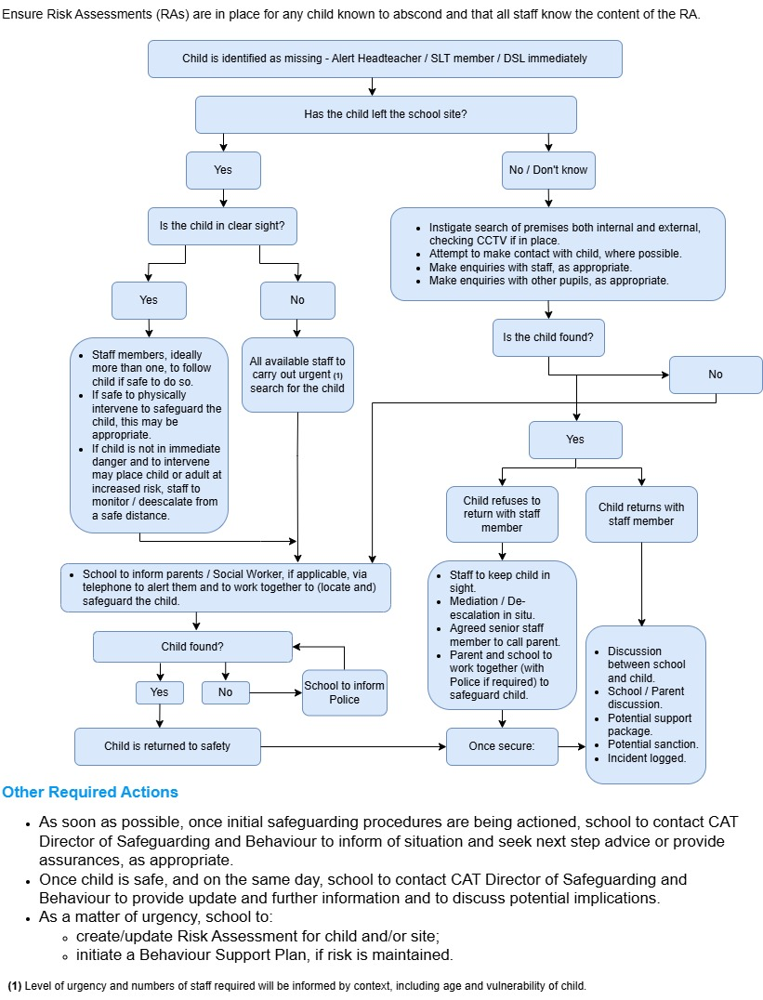 Ensure Risk Assessments (RAs) are in place for any child known to abscond and that all staff know the content of the RA.
Child is identified as missing - Alert Headteacher / SLT member / DSL immediately
Has the child left the school site?
Yes
No / Don't know
Is the child in clear sight?
• Instigate search of premises both internal and external,
checking CCTV if in place.
• Attempt to make contact with child, where possible.
• Make enquiries with staff, as appropriate.
• Make enquiries with other pupils, as appropriate.
Yes
No
Is the child found?
• Staff members, ideally
more than one, to follow
child if safe to do so.
• If safe to physically
intervene to safeguard the
child, this may be
appropriate.
• If child is not in immediate
danger and to intervene
may place child or adult at
increased risk, staff to
monitor / deescalate from
a safe distance.
All available staff to
carry out urgent (1)
search for the child
No
Yes
Child refuses to
return with staff
member
Child returns with
staff member
• School to inform parents / Social Worker, if applicable, via
telephone to alert them and to work together to (locate and)
safeguard the child.
• Staff to keep child in
sight.
• Mediation / De-
escalation in situ.
• Agreed senior staff
member to call parent.
• Parent and school to
work together (with
Police if required) to
safeguard child.
Child found?
Yes
No
School to inform
Police
• Discussion
between school
and child.
• School / Parent
discussion.
• Potential support
package.
• Potential sanction.
• Incident logged.
Child is returned to safety
Once secure:
Other Required Actions
• As soon as possible, once initial safeguarding procedures are being actioned, school to contact CAT
Director of Safeguarding and Behaviour to inform of situation and seek next step advice or provide
assurances, as appropriate.
• Once child is safe, and on the same day, school to contact CAT Director of Safeguarding and
Behaviour to provide update and further information and to discuss potential implications.
• As a matter of urgency, school to:
∘ create/update Risk Assessment for child and/or site;
∘ initiate a Behaviour Support Plan, if risk is maintained.
(1) Level of urgency and numbers of staff required will be informed by context, including age and vulnerability of child.